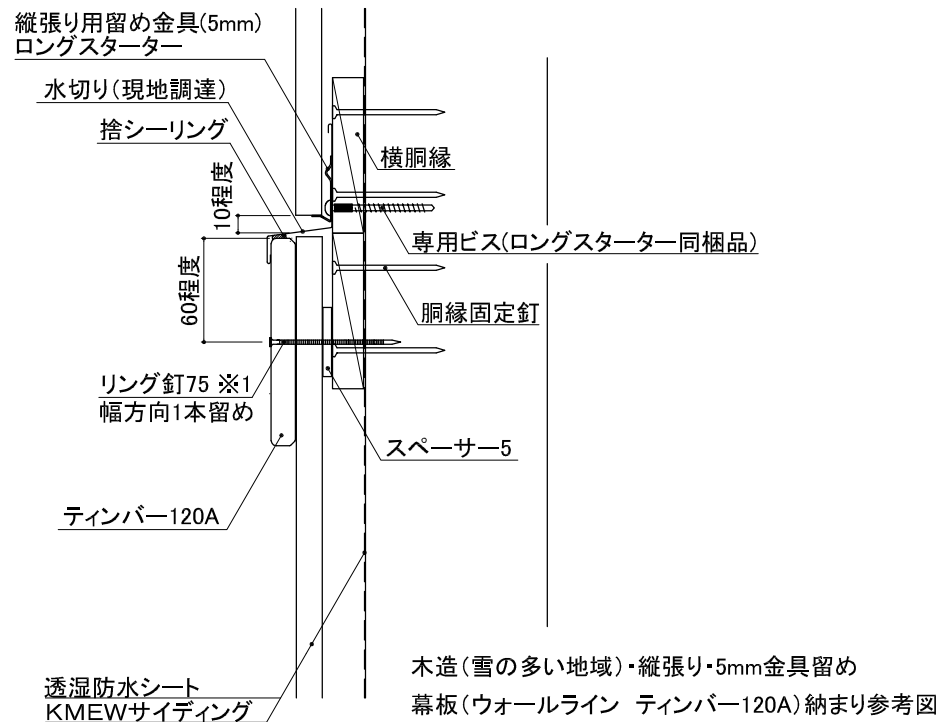 縦張り用留め金具(5mm)
ロングスターター
水切り(現地調達)
捨シーリング
横胴縁
10程度
専用ビス(ロングスターター同梱品)
60程度
胴縁固定釘
リング釘75 ※1
幅方向1本留め
スペーサー5
ティンバー120A
透湿防水シート
KMEWサイディング
木造(雪の多い地域)・縦張り・5mm金具留め
幕板(ウォールライン ティンバー120A)納まり参考図